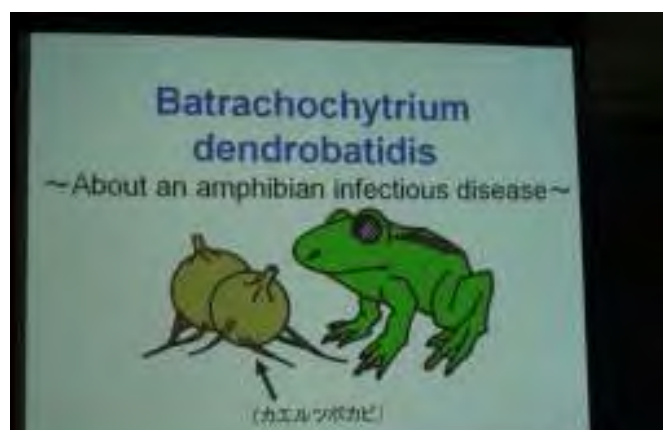 Batrachochytrium
dendrobatidis
~About an amphibian infectious disease~
(カエルツボカビ)